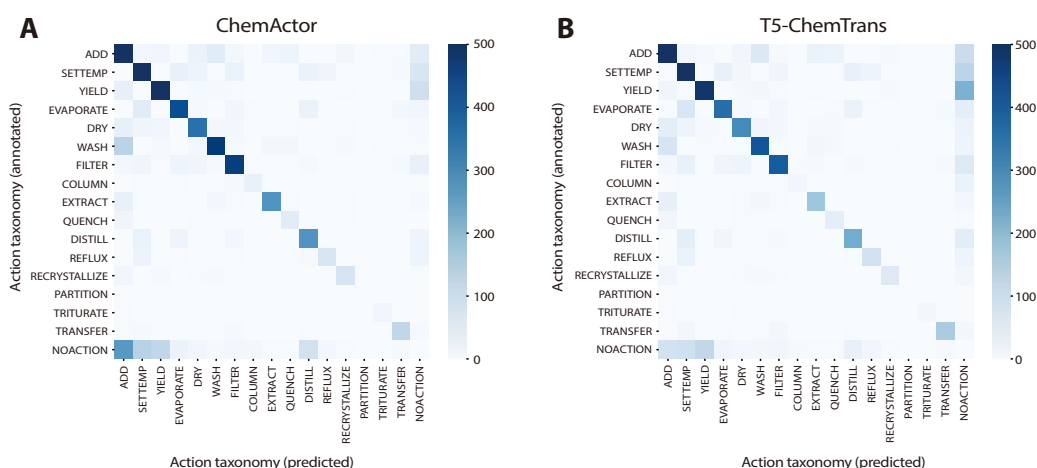 A
ChemActor
Action taxonomy (annotated)
ADD
SETTEMP
YIELD
EVAPORATE
DRY
WASH
FILTER
COLUMN
EXTRACT
QUENCH
DISTILL
REFLUX
RECRYSTALLIZE
PARTITION
TRITURATE
TRANSFER
NOACTION
ADD
SETTEMP
YIELD
EVAPORATE
DRY
WASH
FILTER
COLUMN
EXTRACT
QUENCH
DISTILL
REFLUX
RECRYSTALLIZE
PARTITION
TRITURATE
TRANSFER
NOACTION
Action taxonomy (predicted)
500
400
300
200
100
0
B
T5-ChemTrans
Action taxonomy (annotated)
ADD
SETTEMP
YIELD
EVAPORATE
DRY
WASH
FILTER
COLUMN
EXTRACT
QUENCH
DISTILL
REFLUX
RECRYSTALLIZE
PARTITION
TRITURATE
TRANSFER
NOACTION
ADD
SETTEMP
YIELD
EVAPORATE
DRY
WASH
FILTER
COLUMN
EXTRACT
QUENCH
DISTILL
REFLUX
RECRYSTALLIZE
PARTITION
TRITURATE
TRANSFER
NOACTION
Action taxonomy (predicted)
500
400
300
200
100
0